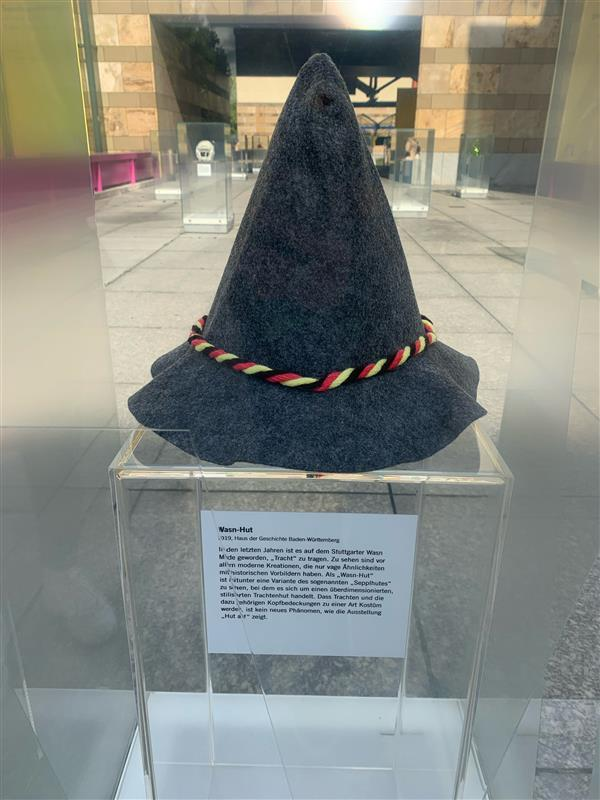 Wasn-Hut
2019, Haus der Geschichte Baden-Württemberg
In den letzten Jahren ist es auf dem Stuttgarter Wasn
Mode geworden, „Tracht“ zu tragen. Zu sehen sind vor
allem moderne Kreationen, die nur vage Ähnlichkeiten
mit historischen Vorbildern haben. Als „Wasn-Hut“
ist mitunter eine Variante des sogenannten „Sepplhutes“
zu sehen, bei dem es sich um einen überdimensionierten,
stilisierten Trachtenhut handelt. Dass Trachten und die
dazu gehörigen Kopfbedeckungen zu einer Art Kostüm
werden, ist kein neues Phänomen, wie die Ausstellung
„Hut auf“ zeigt.